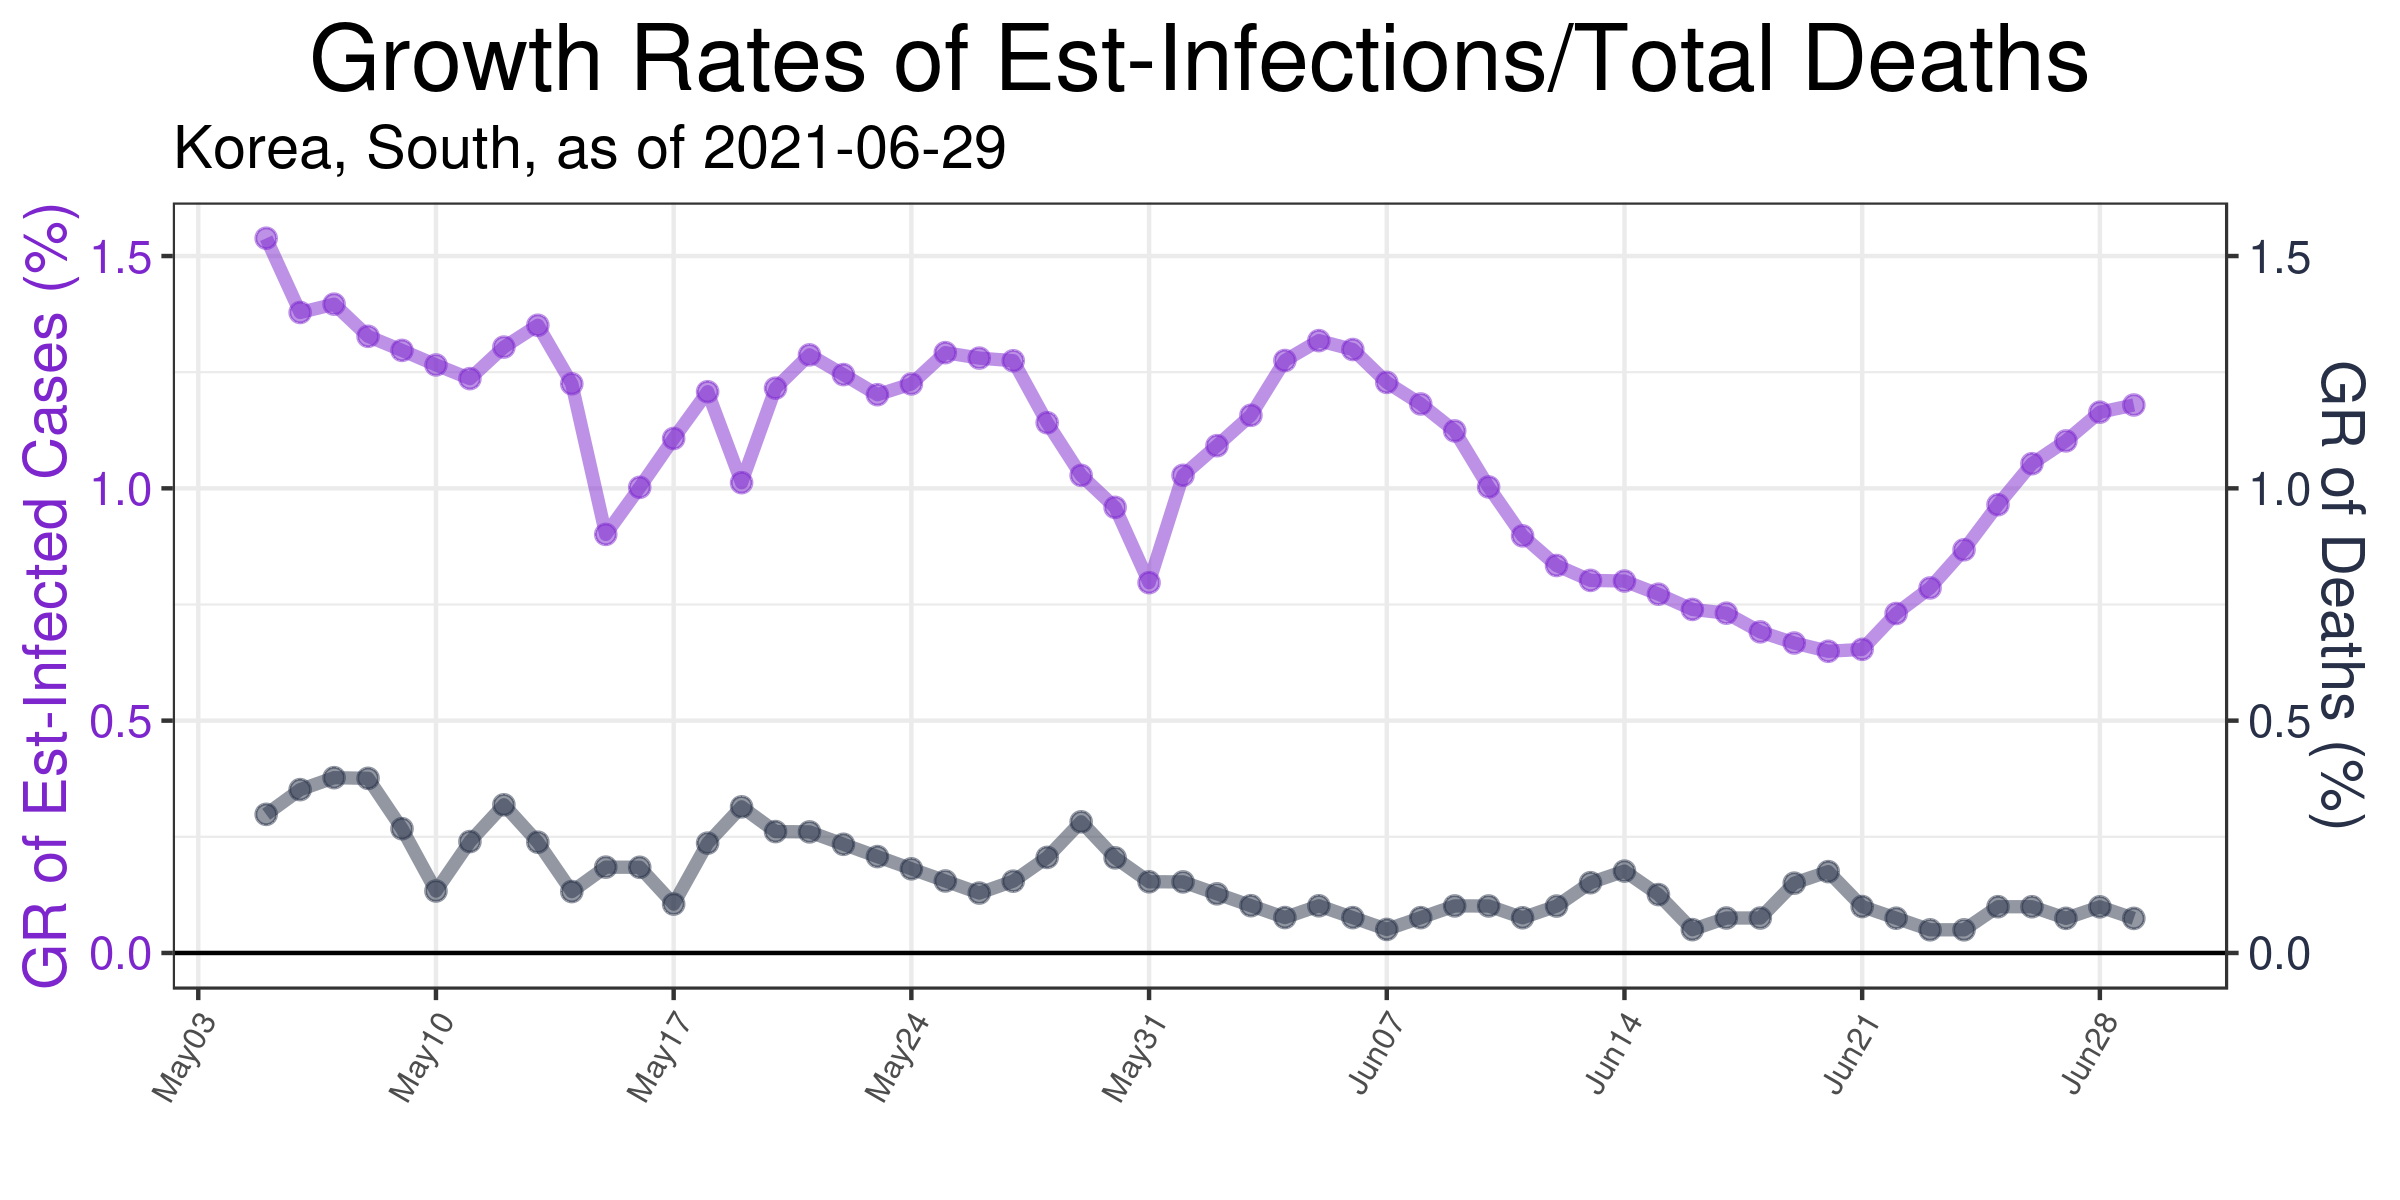 Growth Rates of Est-Infections/Total Deaths
Korea, South, as of 2021-06-29
GR of Est-Infected Cases (%)
1.5
1.0
0.5
0.0
1.5
1.0
0.5
0.0
GR of Deaths (%)
May03
May10
May17
May24
May31
Jun07
Jun14
Jun21
Jun28